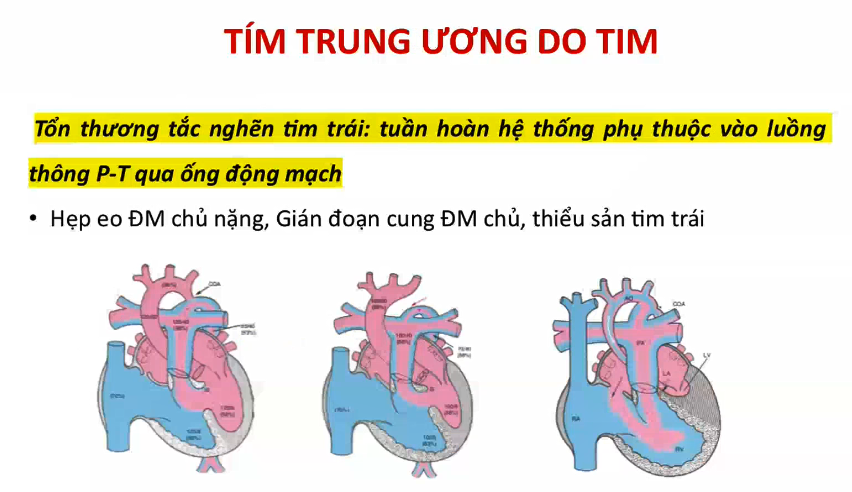 TÍM TRUNG ƯƠNG DO TIM
Tổn thương tắc nghẽn tim trái: tuần hoàn hệ thống phụ thuộc vào luồng
thông P-T qua ống động mạch
• Hẹp eo ĐM chủ nặng, Gián đoạn cung ĐM chủ, thiểu sản tim trái
COA
AO
COA
PA
LV
LA
RA
RV